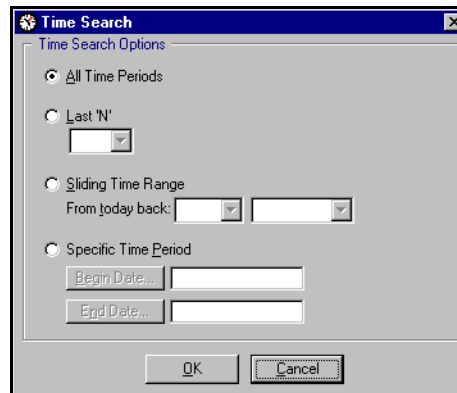 Time Search
Time Search Options
All Time Periods
Last 'N'
Sliding Time Range
From today back:
Specific Time Period
Begin Date...
End Date...
OK Cancel